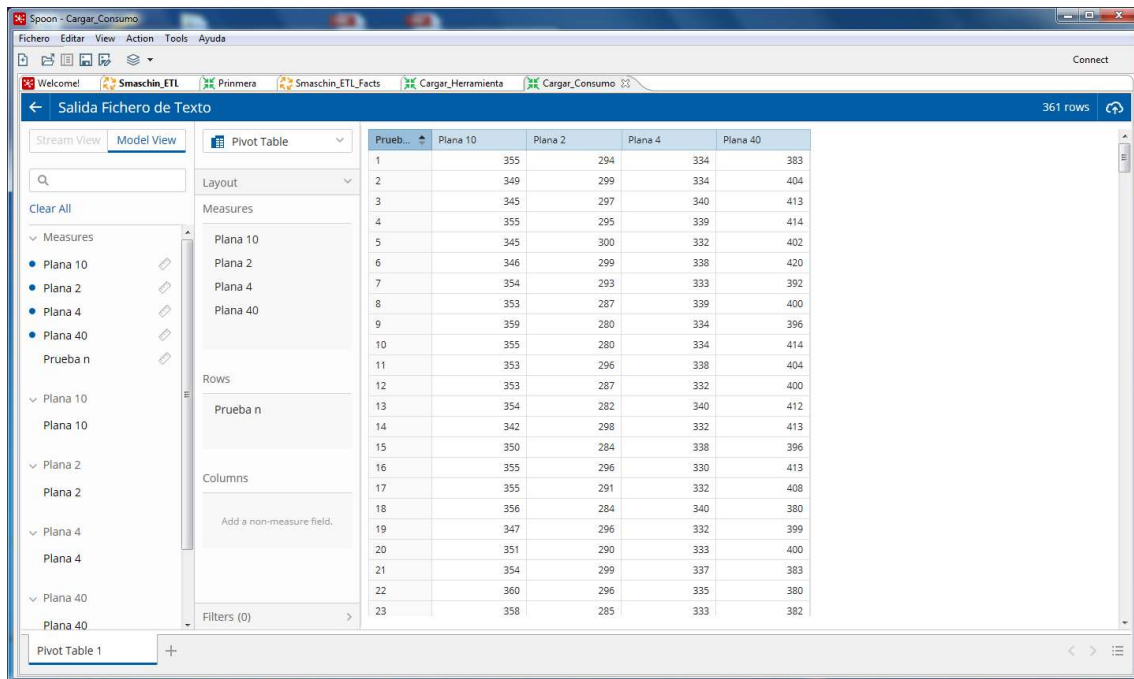 Spoon - Cargar_Consumo
Fichero Editar View Action Tools Ayuda
Connect
Welcome! Smaschin_ETL Prinmera Smaschin_ETL_Facts Cargar_Herramienta Cargar_Consumo
Salida Fichero de Texto 361 rows
Stream View Model View
Clear All
Measures
Plana 10
Plana 2
Plana 4
Plana 40
Prueba n
Plana 10
Plana 10
Plana 2
Plana 2
Plana 4
Plana 4
Plana 40
Plana 40
Pivot Table
Layout
Measures
Plana 10
Plana 2
Plana 4
Plana 40
Rows
Prueba n
Columns
Add a non-measure field.
Filters (0)
Prueb... Plana 10 Plana 2 Plana 4 Plana 40
1 355 294 334 383
2 349 299 334 404
3 345 297 340 413
4 355 295 339 414
5 345 300 332 402
6 346 299 338 420
7 354 293 333 392
8 353 287 339 400
9 359 280 334 396
10 355 280 334 414
11 353 296 338 404
12 353 287 332 400
13 354 282 340 412
14 342 298 332 413
15 350 284 338 396
16 355 296 330 413
17 355 291 332 408
18 356 284 340 380
19 347 296 332 399
20 351 290 333 400
21 354 299 337 383
22 360 296 335 380
23 358 285 333 382
Pivot Table 1